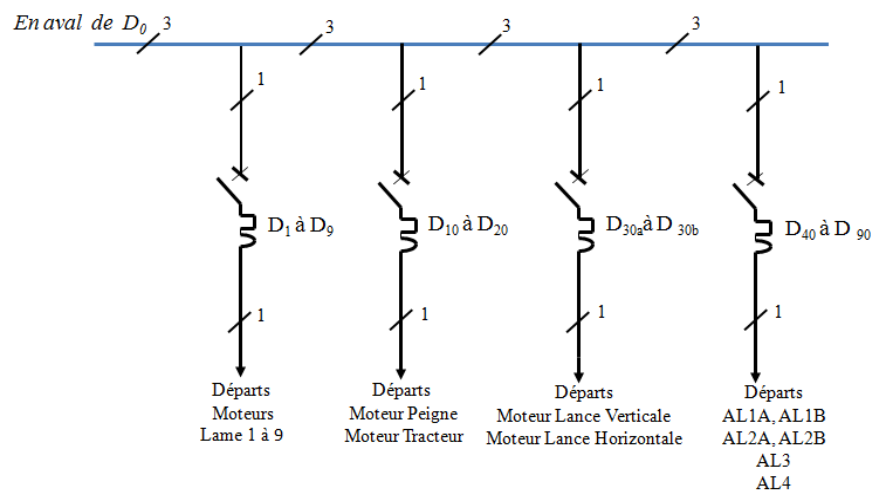 En aval de D0 3
3
3
3
1
1
1
1
D1 à D9
D10 à D20
D30a à D 30b
D40 à D 90
1
1
1
1
Départs
Moteurs
Lame 1 à 9
Départs
Moteur Peigne
Moteur Tracteur
Départs
Moteur Lance Verticale
Moteur Lance Horizontale
Départs
AL1A, AL1B
AL2A, AL2B
AL3
AL4